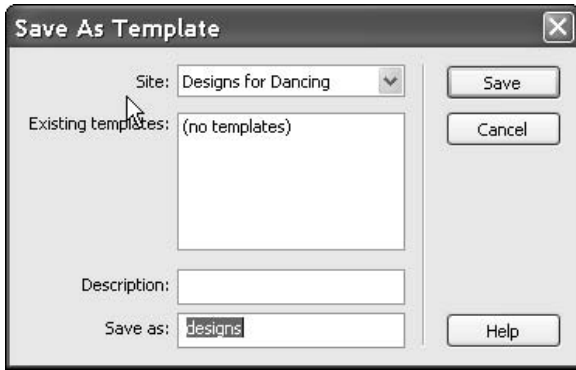 Save As Template
Site: Designs for Dancing
Save
Existing templates: (no templates)
Cancel
Description:
Save as: designs
Help